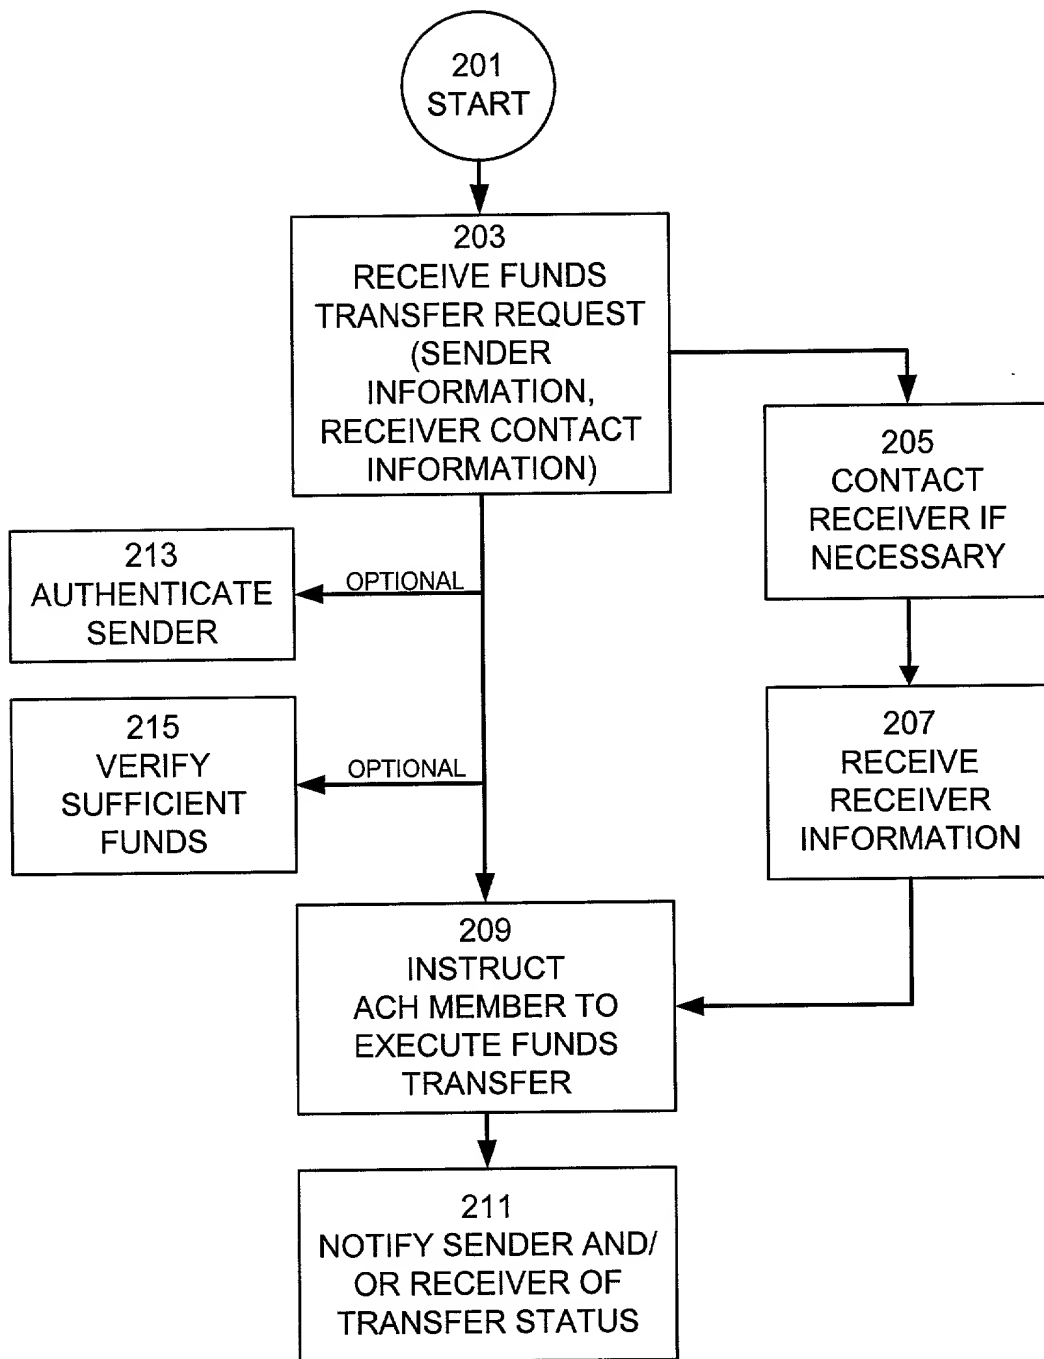 201
START
203
RECEIVE FUNDS
TRANSFER REQUEST
(SENDER
INFORMATION,
RECEIVER CONTACT
INFORMATION)
205
CONTACT
RECEIVER IF
NECESSARY
213
AUTHENTICATE
SENDER
OPTIONAL
215
VERIFY
SUFFICIENT
FUNDS
OPTIONAL
207
RECEIVE
RECEIVER
INFORMATION
209
INSTRUCT
ACH MEMBER TO
EXECUTE FUNDS
TRANSFER
211
NOTIFY SENDER AND/
OR RECEIVER OF
TRANSFER STATUS